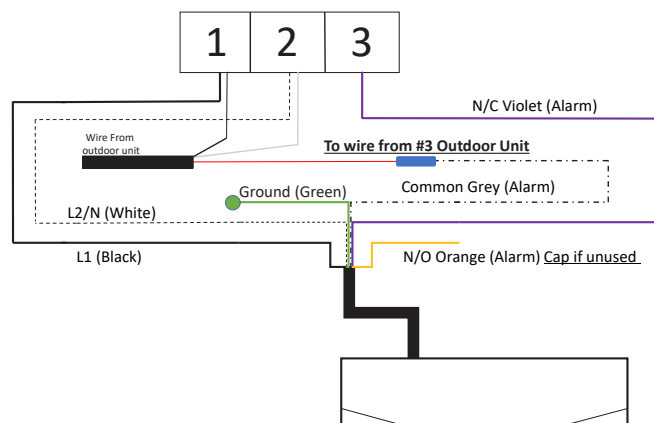 1 2 3
N/C Violet (Alarm)
Wire From
outdoor unit
To wire from #3 Outdoor Unit
Ground (Green)
Common Grey (Alarm)
L2/N (White)
L1 (Black)
N/O Orange (Alarm) Cap if unused